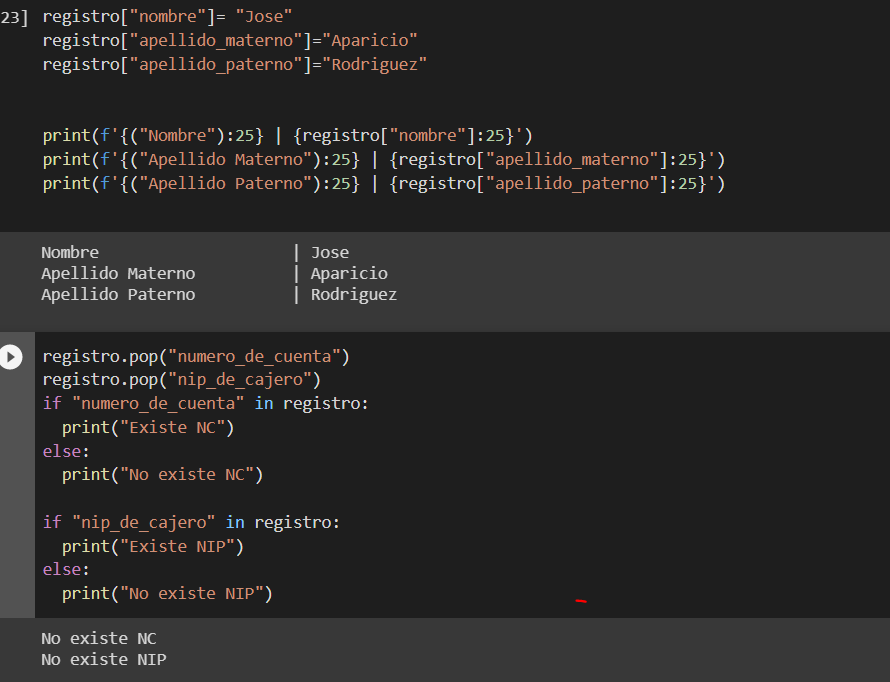 23] registro["nombre"]= "Jose"
registro["apellido_materno"]="Aparicio"
registro["apellido_paterno"]="Rodriguez"
print(f'{("Nombre"):25} | {registro["nombre"]:25}')
print(f'{("Apellido Materno"):25} | {registro["apellido_materno"]:25}')
print(f'{("Apellido Paterno"):25} | {registro["apellido_paterno"]:25}')
Nombre                    | Jose
Apellido Materno          | Aparicio
Apellido Paterno          | Rodriguez
registro.pop("numero_de_cuenta")
registro.pop("nip_de_cajero")
if "numero_de_cuenta" in registro:
  print("Existe NC")
else:
  print("No existe NC")
if "nip_de_cajero" in registro:
  print("Existe NIP")
else:
  print("No existe NIP")
No existe NC
No existe NIP